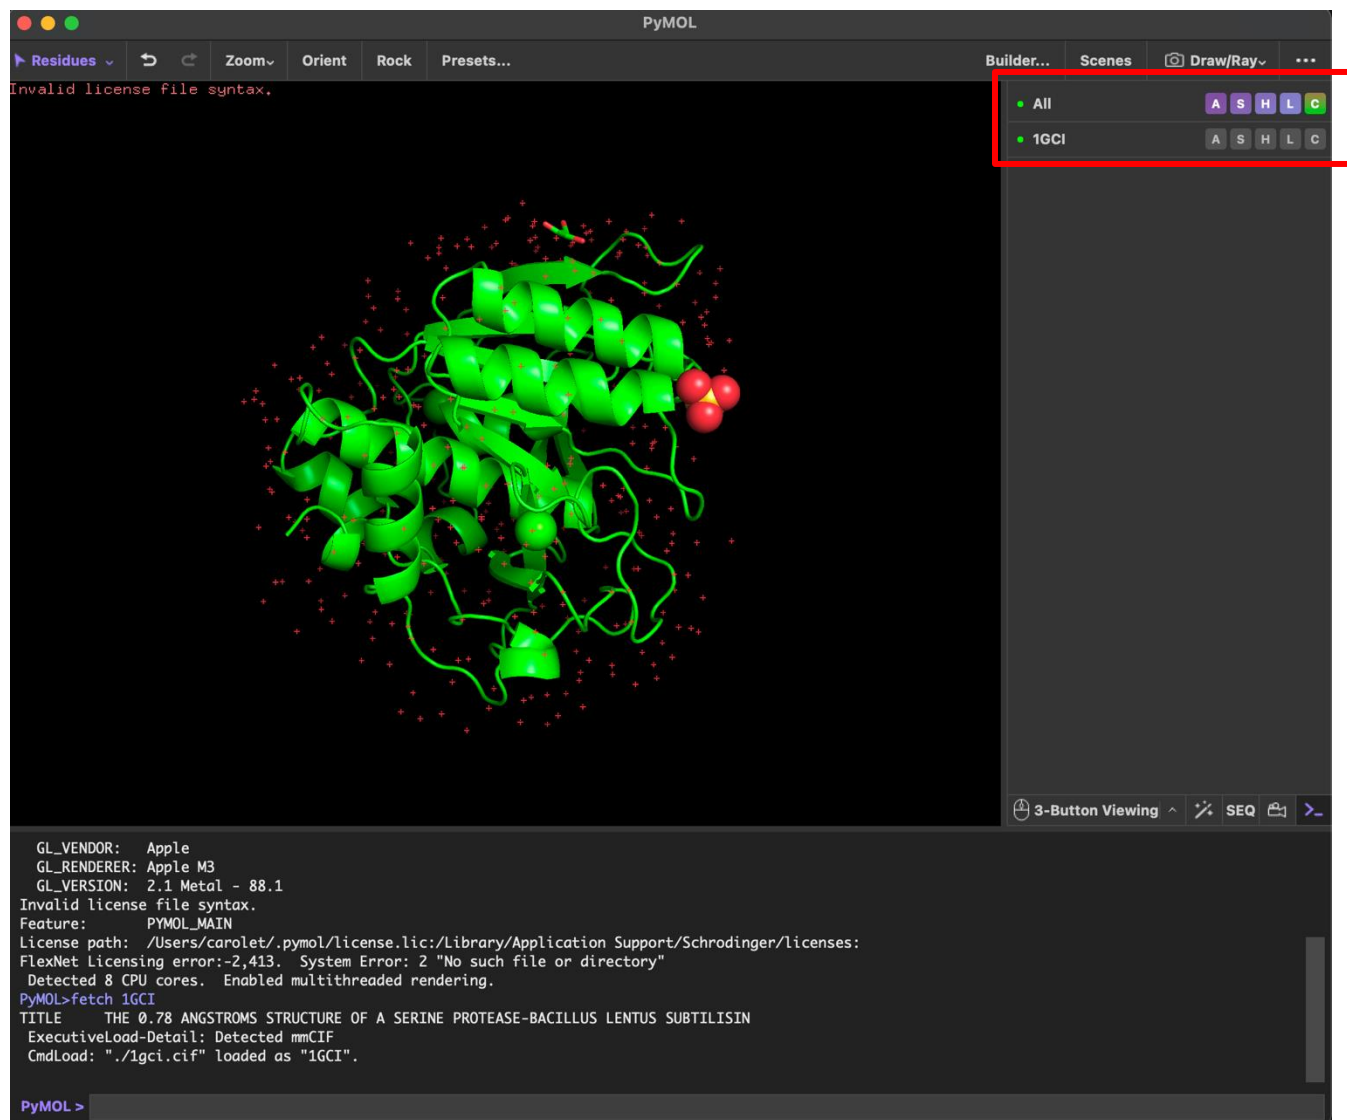 PyMOL
Residues Zoom Orient Rock Presets... Builder... Scenes Draw/Ray ...
Invalid license file syntax.
All A S H L C
1GCI A S H L C
3-Button Viewing SEQ
GL_VENDOR: Apple
GL_RENDERER: Apple M3
GL_VERSION: 2.1 Metal - 88.1
Invalid license file syntax.
Feature: PYMOL_MAIN
License path: /Users/carolet/.pymol/license.lic:/Library/Application Support/Schrodinger/licenses:
FlexNet Licensing error:-2,413. System Error: 2 "No such file or directory"
Detected 8 CPU cores. Enabled multithreaded rendering.
PyMOL>fetch 1GCI
TITLE THE 0.78 ANGSTROMS STRUCTURE OF A SERINE PROTEASE-BACILLUS LENTUS SUBTILISIN
ExecutiveLoad-Detail: Detected mmCIF
CmdLoad: "./1gci.cif" loaded as "1GCI".
PyMOL >